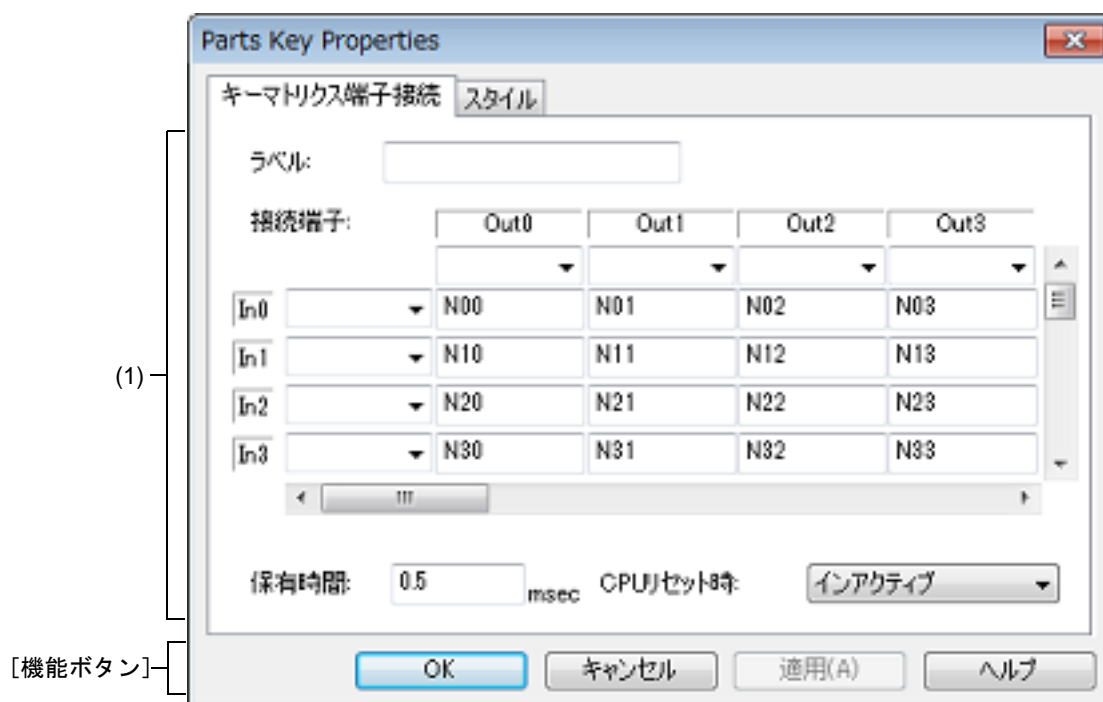 Parts Key Properties
キーマトリクス端子接続 スタイル
ラベル:
接続端子: Out0 Out1 Out2 Out3
In0 N00 N01 N02 N03
In1 N10 N11 N12 N13
(1)
In2 N20 N21 N22 N23
In3 N30 N31 N32 N33
保有時間: 0.5 msec CPUリセット時: インアクティブ
[機能ボタン] OK キャンセル 適用(A) ヘルプ